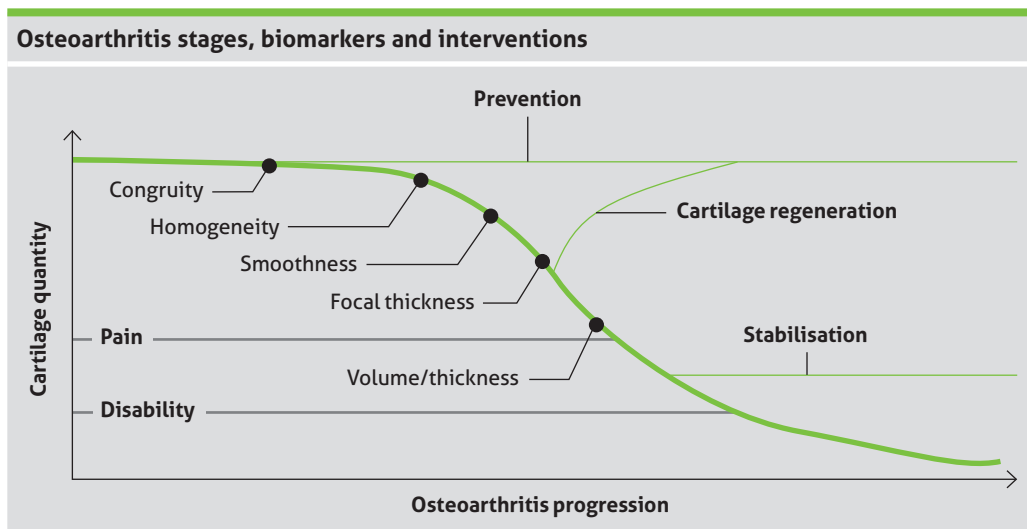 Osteoarthritis stages, biomarkers and interventions
Prevention
Congruity
Homogeneity
Cartilage regeneration
Smoothness
Focal thickness
Pain
Stabilisation
Volume/thickness
Disability
Cartilage quantity
Osteoarthritis progression